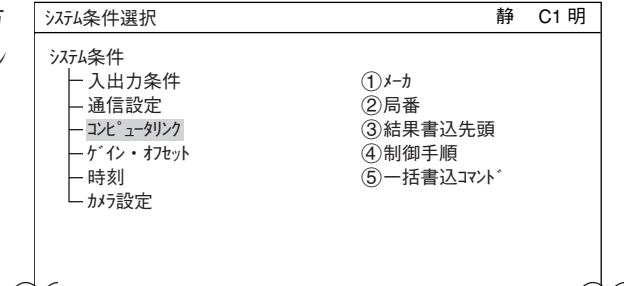 ｼｽﾃﾑ条件選択 静 C1 明
ｼｽﾃﾑ条件
入出力条件 ①ﾒｰｶ
通信設定 ②局番
ｺﾝﾋﾟｭｰﾀﾘﾝｸ ③結果書込先頭
ｹﾞｲﾝ・ｵﾌｾｯﾄ ④制御手順
時刻 ⑤一括書込ｺﾏﾝﾄﾞ
ｶﾒﾗ設定